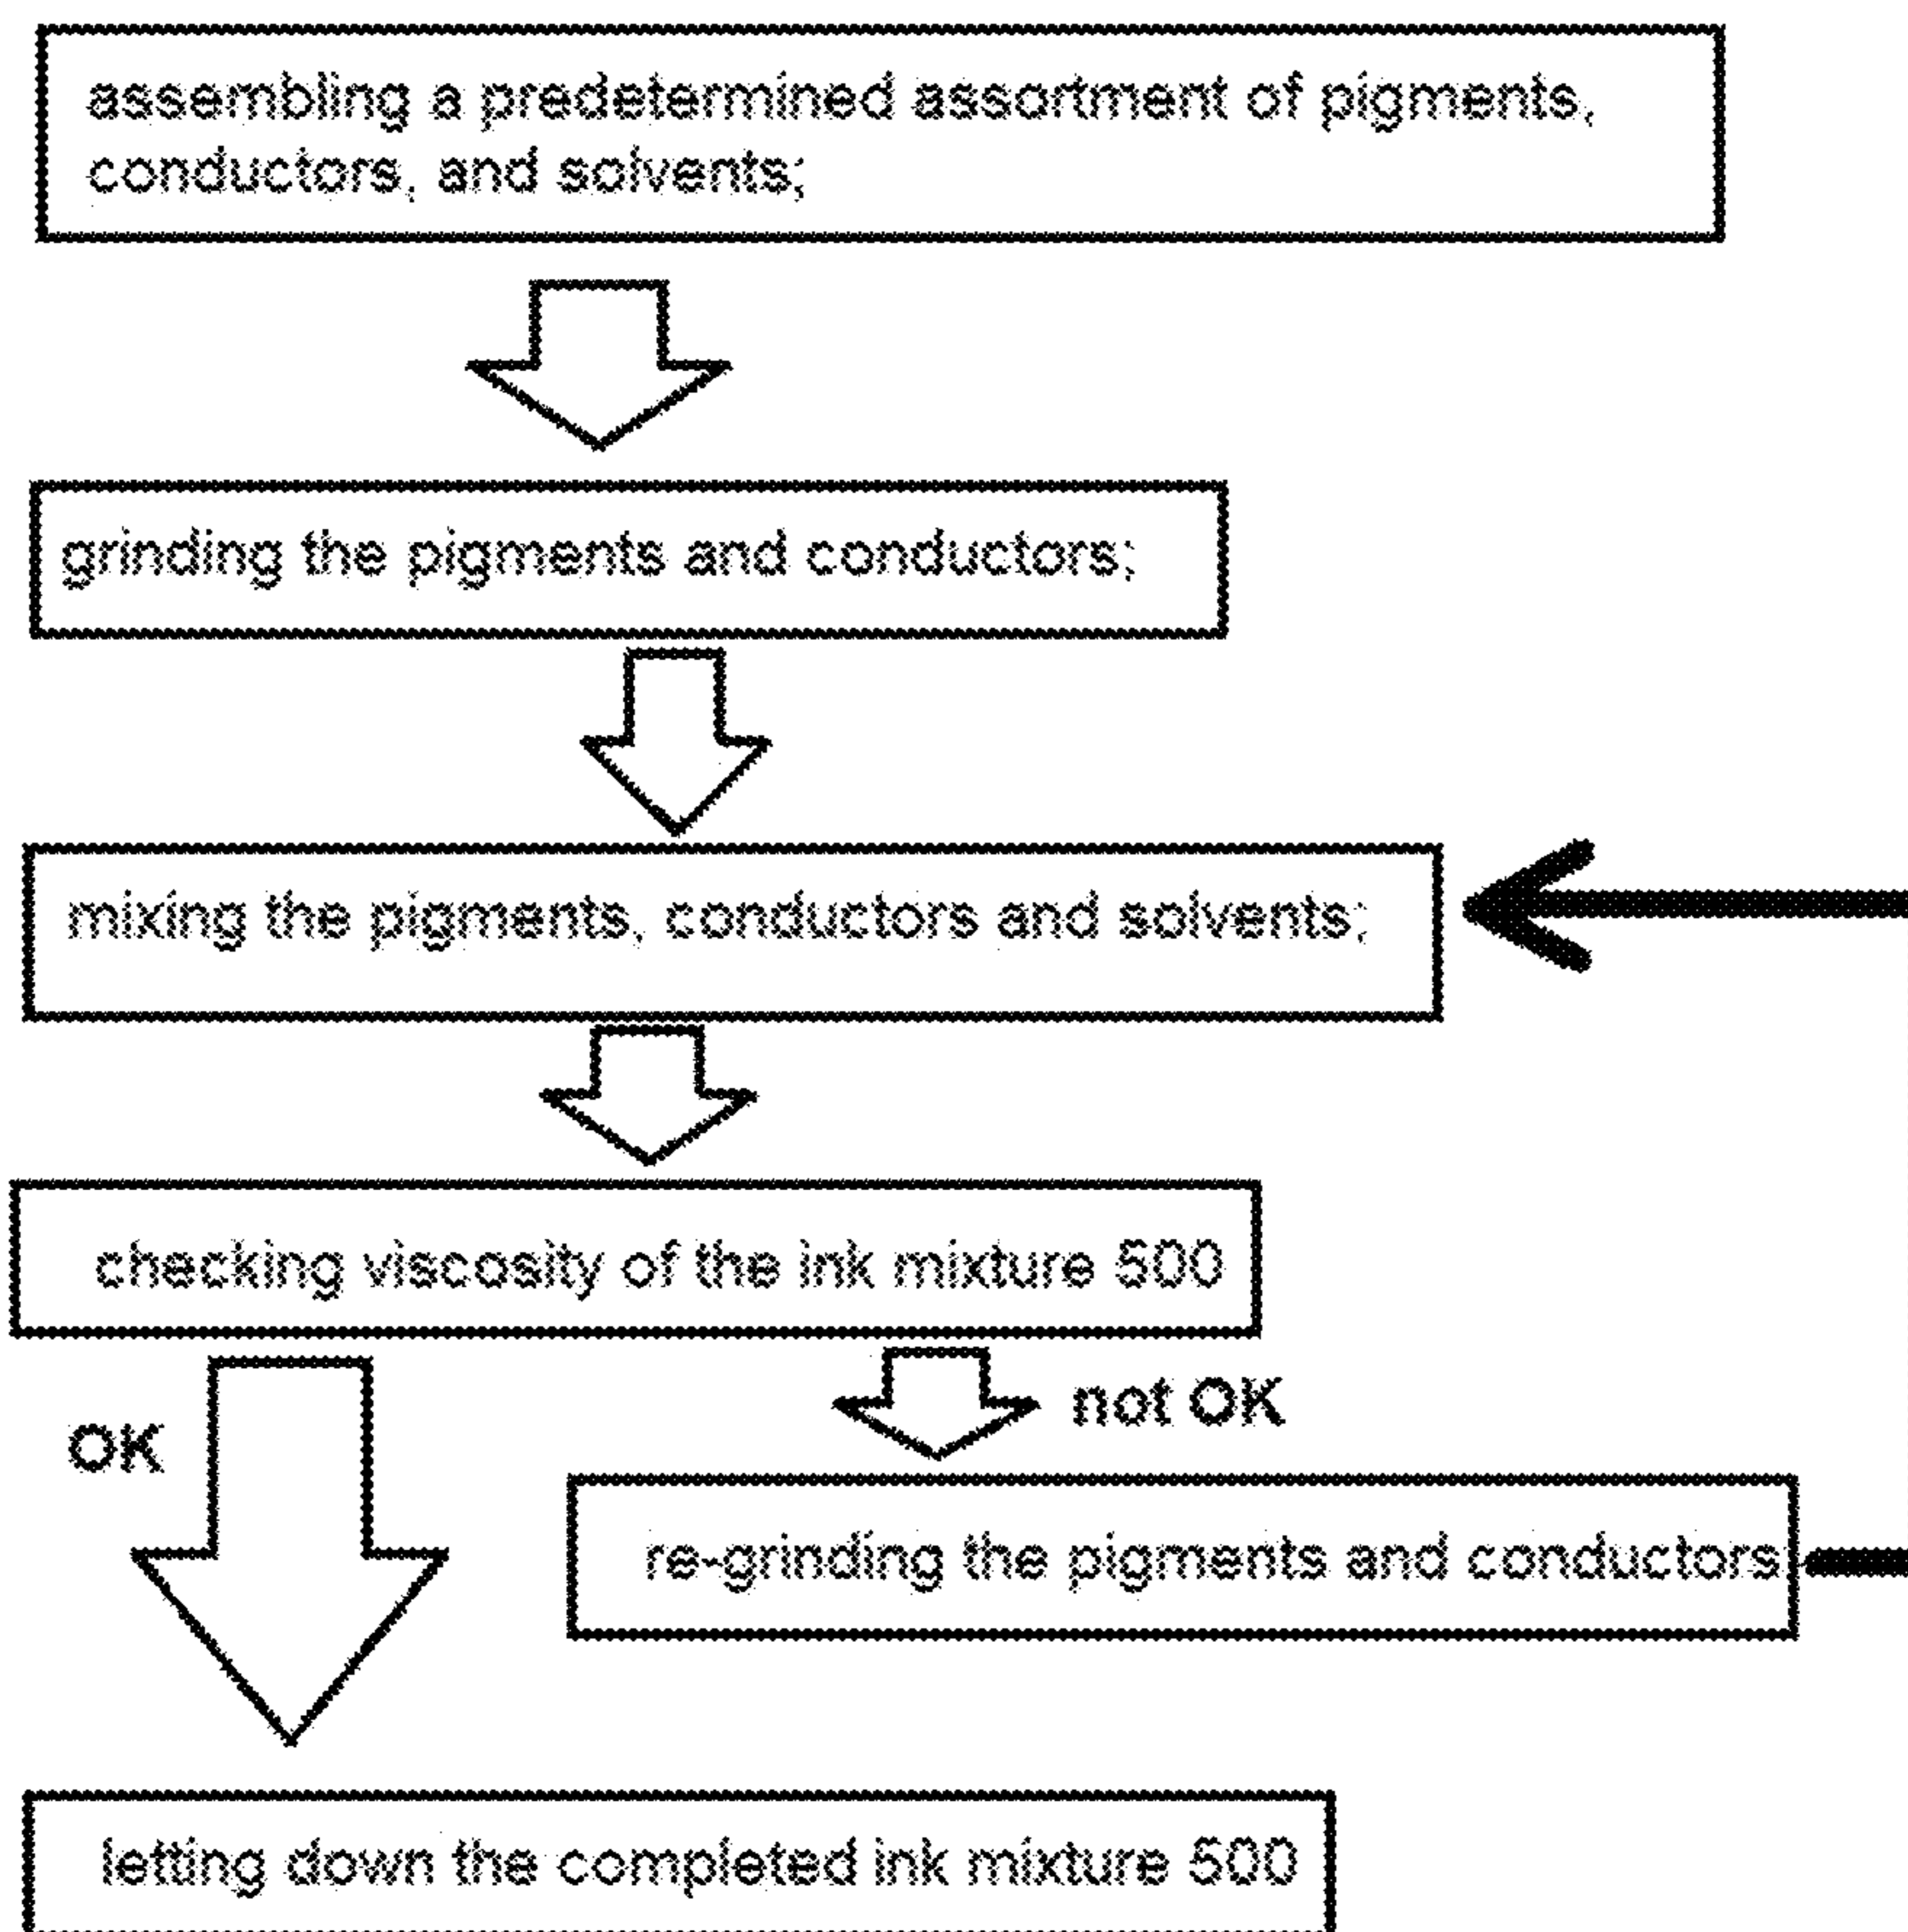 assembling a predetermined assortment of pigments,
conductors, and solvents;
grinding the pigments and conductors;
mixing the pigments, conductors and solvents;
checking viscosity of the ink mixture 500
OK
not OK
re-grinding the pigments and conductors
letting down the completed ink mixture 500